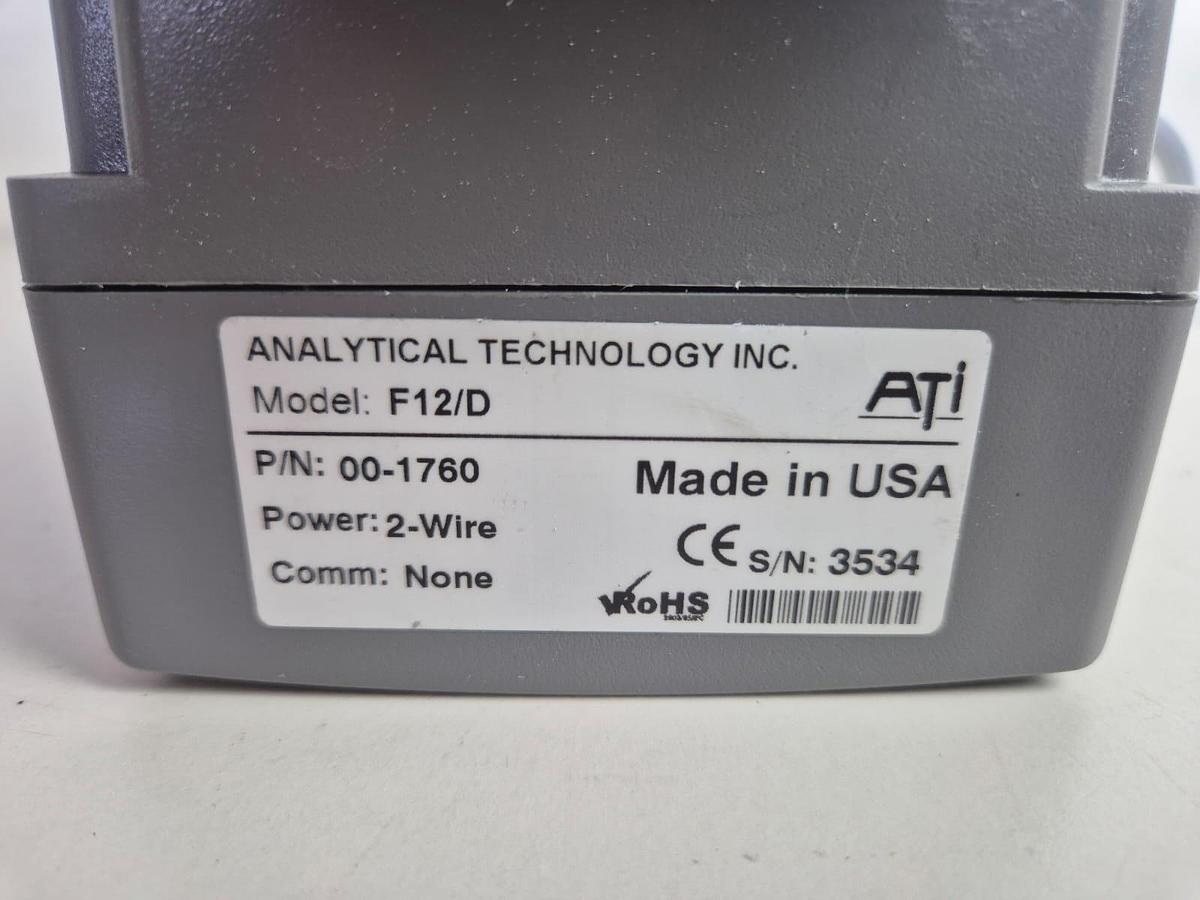 ANALYTICAL TECHNOLOGY INC.
Model: F12/D
ATi
P/N: 00-1760
Made in USA
Power: 2-Wire
CE S/N: 3534
Comm: None
RoHS